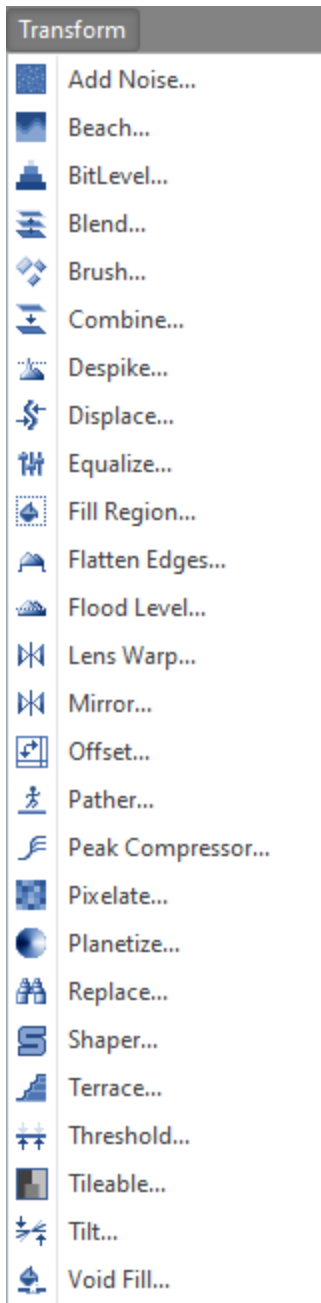 Transform
Add Noise...
Beach...
BitLevel...
Blend...
Brush...
Combine...
Despike...
Displace...
Equalize...
Fill Region...
Flatten Edges...
Flood Level...
Lens Warp...
Mirror...
Offset...
Pather...
Peak Compressor...
Pixelate...
Planetize...
Replace...
Shaper...
Terrace...
Threshold...
Tileable...
Tilt...
Void Fill...